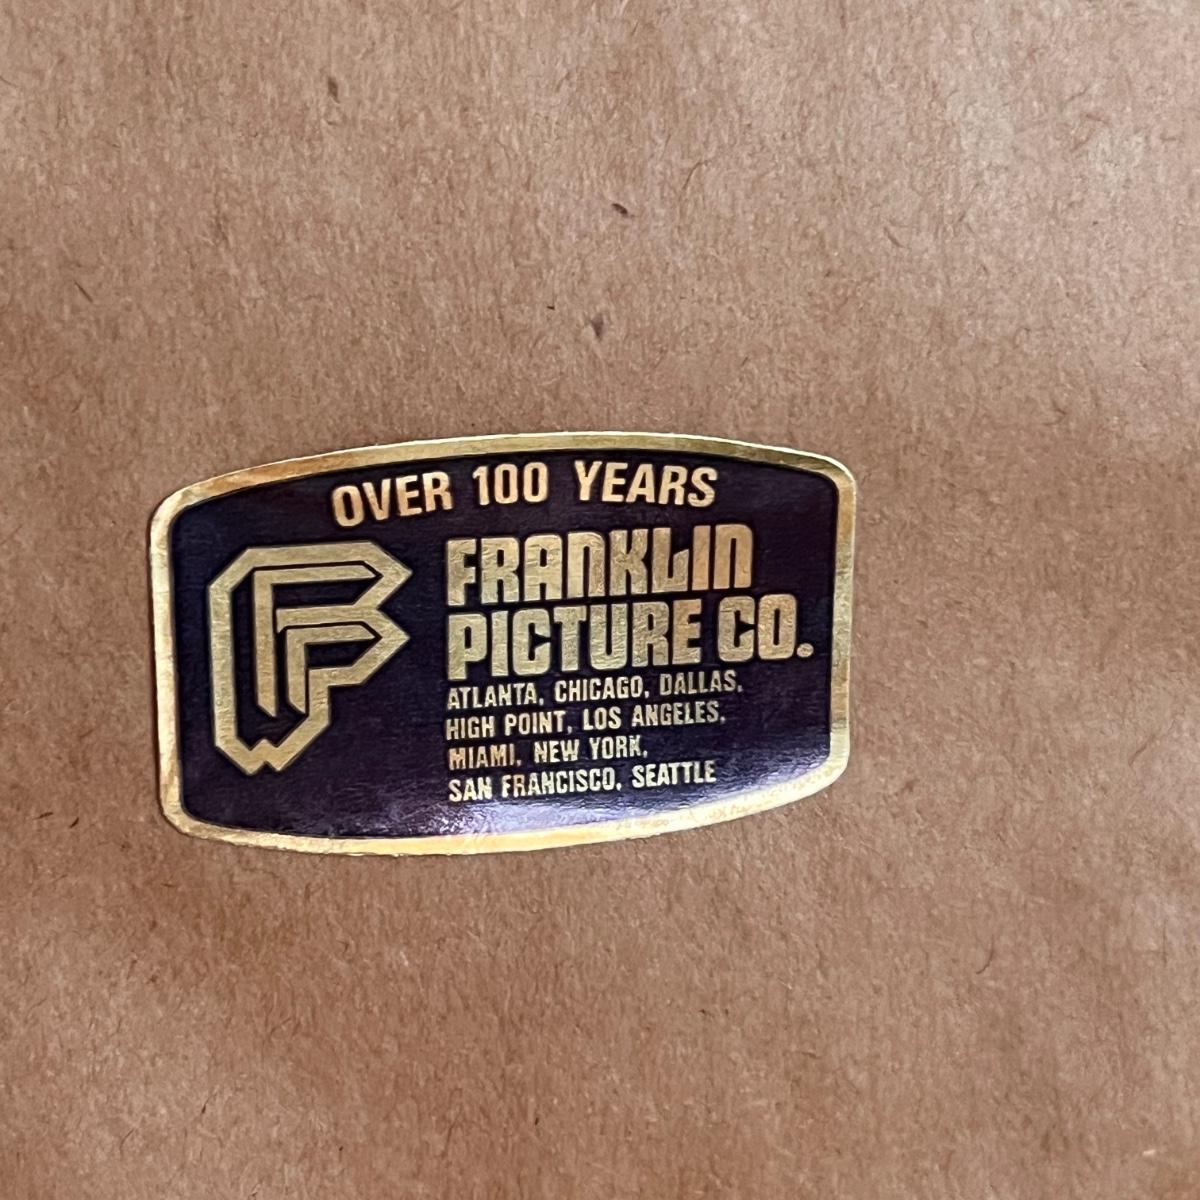 OVER 100 YEARS
FRANKLIN
PICTURE CO.
ATLANTA, CHICAGO, DALLAS,
HIGH POINT, LOS ANGELES,
MIAMI, NEW YORK,
SAN FRANCISCO, SEATTLE